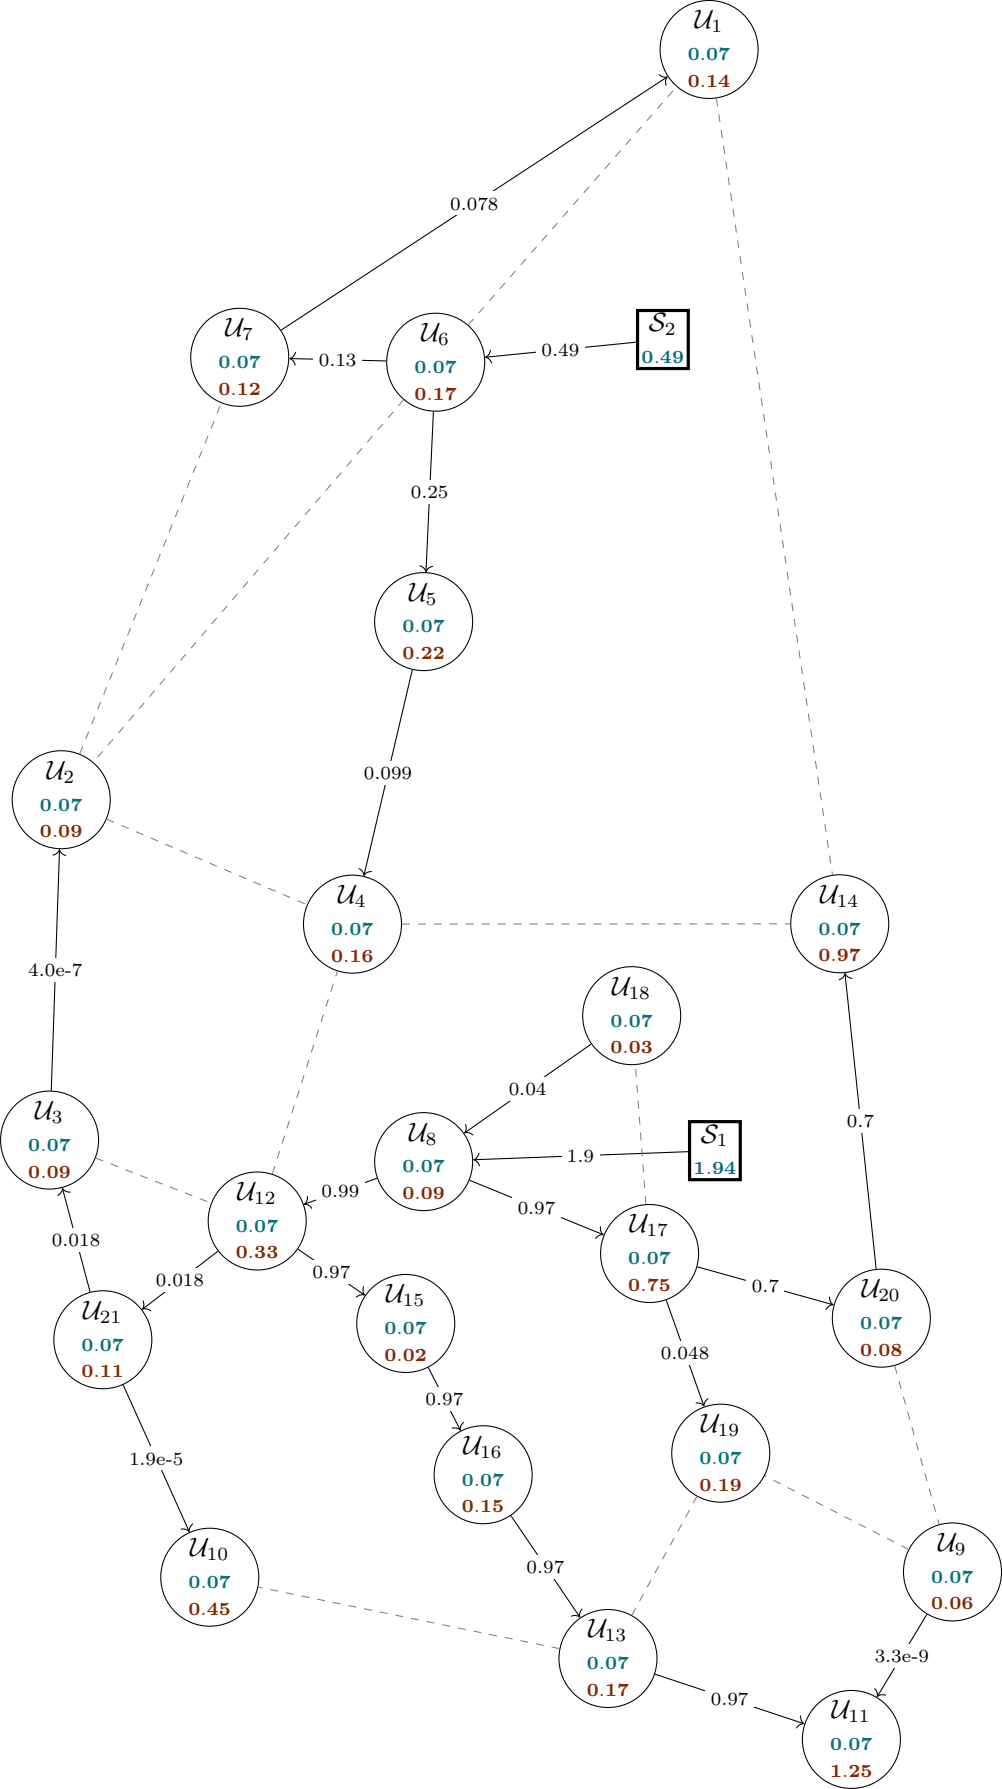 𝒰1
0.07
0.14
0.078
𝒰7
0.07
0.12
0.13
𝒰6
0.07
0.17
0.49
𝒮2
0.49
0.25
𝒰5
0.07
0.22
0.099
𝒰2
0.07
0.09
𝒰4
0.07
0.16
𝒰14
0.07
0.97
4.0e-7
𝒰18
0.07
0.03
0.04
0.7
𝒰3
0.07
0.09
𝒰8
0.07
0.09
1.9
𝒮1
1.94
0.99
𝒰12
0.07
0.33
0.97
𝒰17
0.07
0.75
0.018
0.018
0.97
𝒰15
0.07
0.02
0.7
𝒰20
0.07
0.08
𝒰21
0.07
0.11
0.048
0.97
𝒰19
0.07
0.19
1.9e-5
𝒰16
0.07
0.15
𝒰10
0.07
0.45
0.97
𝒰9
0.07
0.06
𝒰13
0.07
0.17
3.3e-9
0.97
𝒰11
0.07
1.25